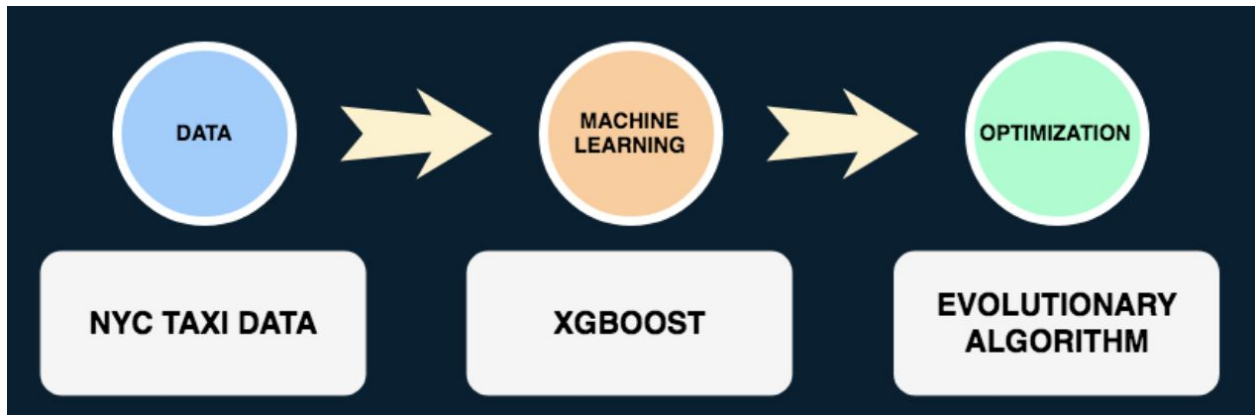 DATA
MACHINE
LEARNING
OPTIMIZATION
NYC TAXI DATA
XGBOOST
EVOLUTIONARY
ALGORITHM